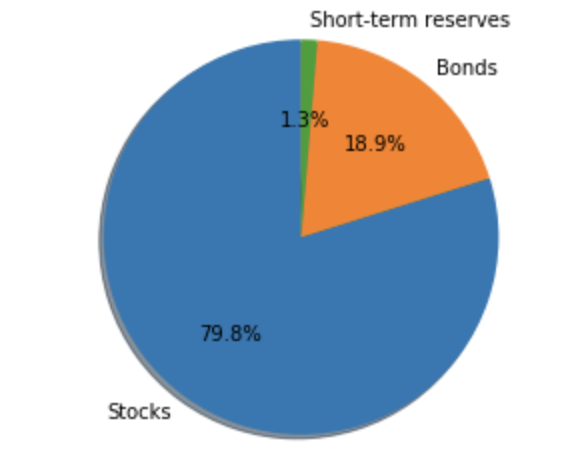 Short-term reserves
Bonds
1.3%
18.9%
79.8%
Stocks